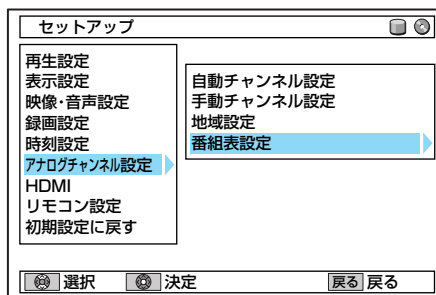 セットアップ
再生設定
表示設定
映像・音声設定
録画設定
時刻設定
アナログチャンネル設定
HDMI
リモコン設定
初期設定に戻す
自動チャンネル設定
手動チャンネル設定
地域設定
番組表設定
選択 決定 戻る 戻る